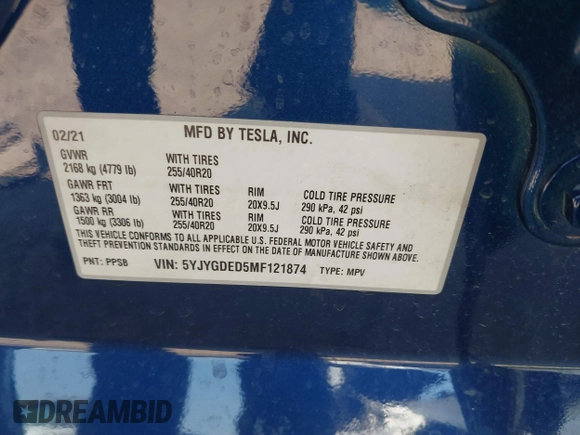 02/21 MFD BY TESLA, INC.
GVWR WITH TIRES
2168 kg (4779 lb) 255/40R20
GAWR FRT WITH TIRES RIM COLD TIRE PRESSURE
1363 kg (3004 lb) 255/40R20 20X9.5J 290 kPa, 42 psi
GAWR RR WITH TIRES RIM COLD TIRE PRESSURE
1500 kg (3306 lb) 255/40R20 20X9.5J 290 kPa, 42 psi
THIS VEHICLE CONFORMS TO ALL APPLICABLE U.S. FEDERAL MOTOR VEHICLE SAFETY AND
THEFT PREVENTION STANDARDS IN EFFECT ON THE DATE OF MANUFACTURE SHOWN ABOVE.
PNT: PPSB VIN: 5YJYGDED5MF121874 TYPE: MPV
DREAMBID